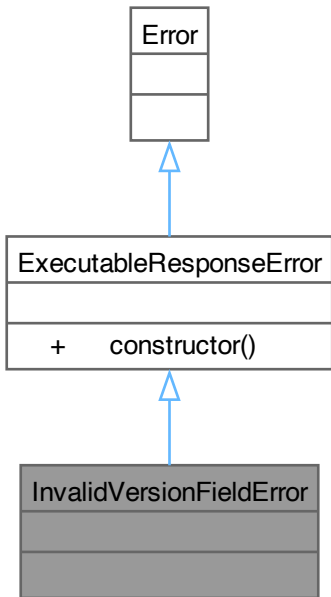 Error
ExecutableResponseError
+ constructor()
InvalidVersionFieldError